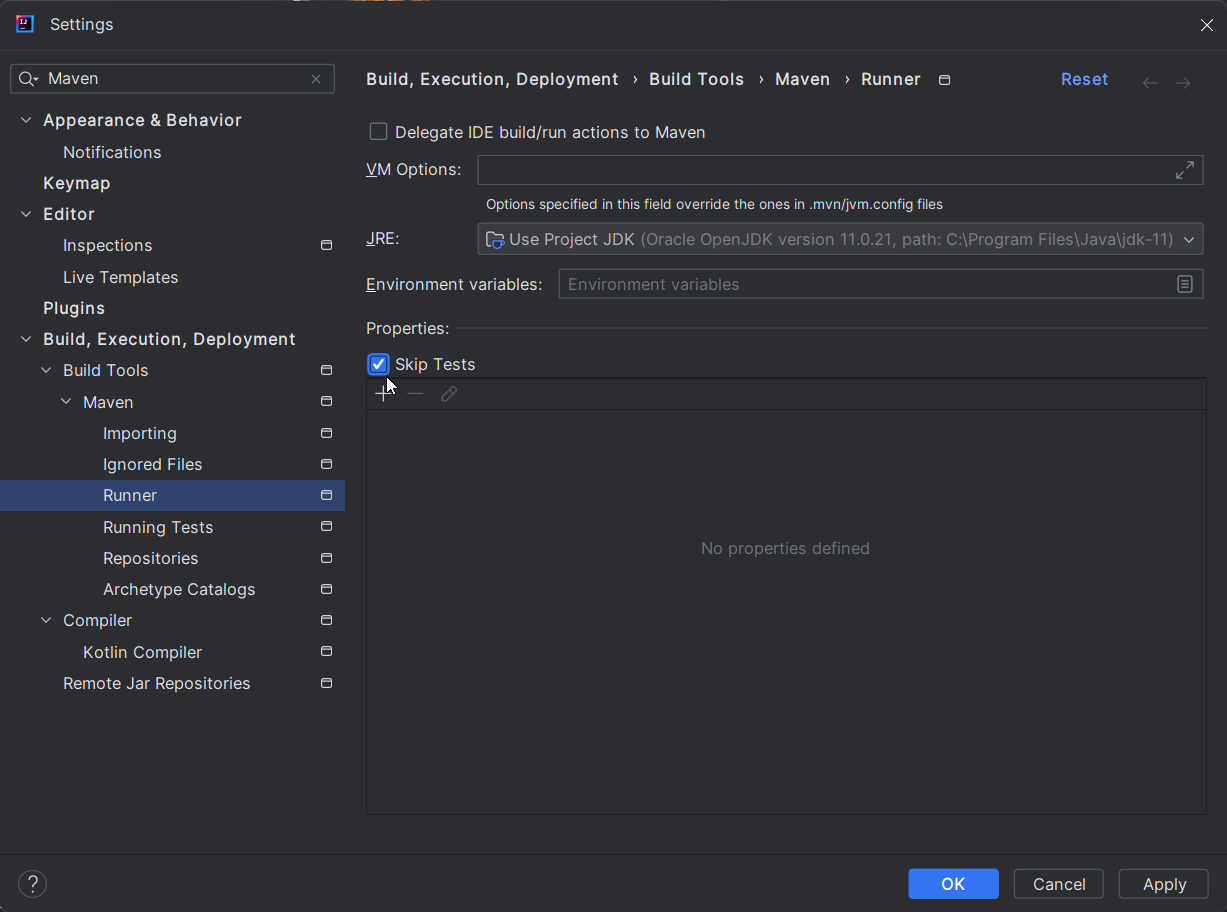 Settings
Maven
Appearance & Behavior
Notifications
Keymap
Editor
Inspections
Live Templates
Plugins
Build, Execution, Deployment
Build Tools
Maven
Importing
Ignored Files
Runner
Running Tests
Repositories
Archetype Catalogs
Compiler
Kotlin Compiler
Remote Jar Repositories
Build, Execution, Deployment › Build Tools › Maven › Runner
Reset
Delegate IDE build/run actions to Maven
VM Options:
Options specified in this field override the ones in .mvn/jvm.config files
JRE: Use Project JDK (Oracle OpenJDK version 11.0.21, path: C:\Program Files\Java\jdk-11)
Environment variables: Environment variables
Properties:
Skip Tests
No properties defined
?
OK
Cancel
Apply